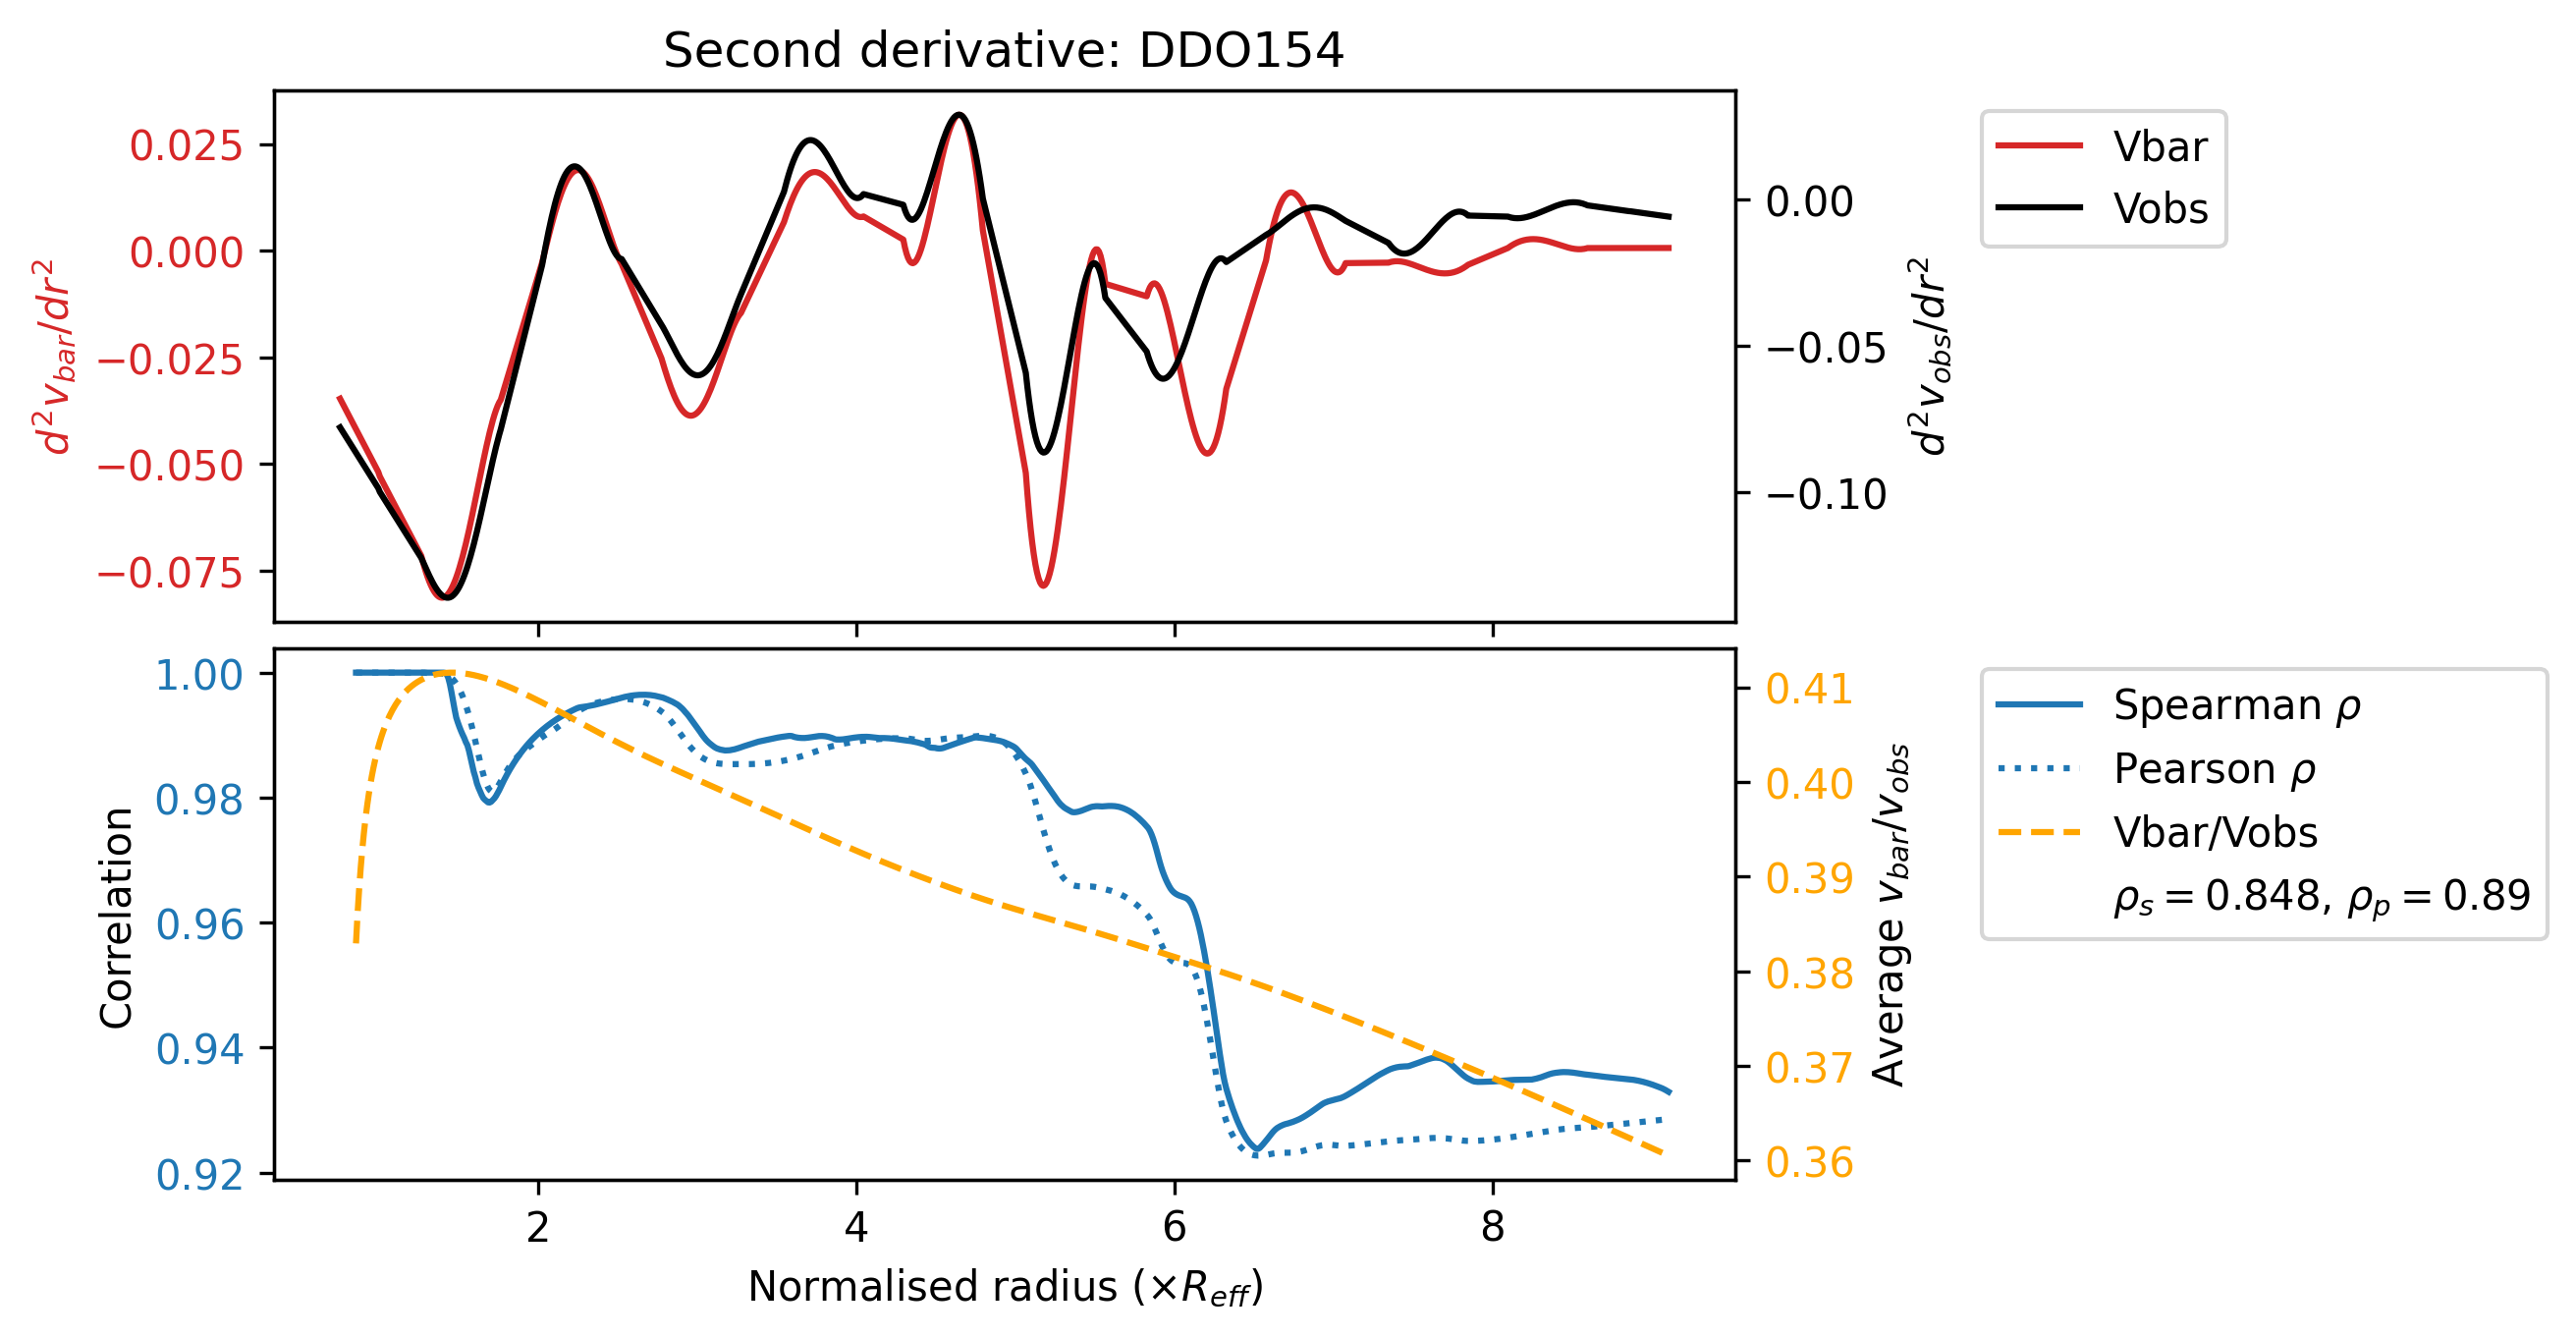 Second derivative: DDO154
0.025
0.000
−0.025
−0.050
−0.075
d²v_bar/dr²
0.00
−0.05
−0.10
d²v_obs/dr²
Vbar
Vobs
1.00
0.98
0.96
0.94
0.92
Correlation
0.41
0.40
0.39
0.38
0.37
0.36
Average v_bar/v_obs
Spearman ρ
Pearson ρ
Vbar/Vobs
ρ_s = 0.848, ρ_p = 0.89
2 4 6 8
Normalised radius (×R_eff)